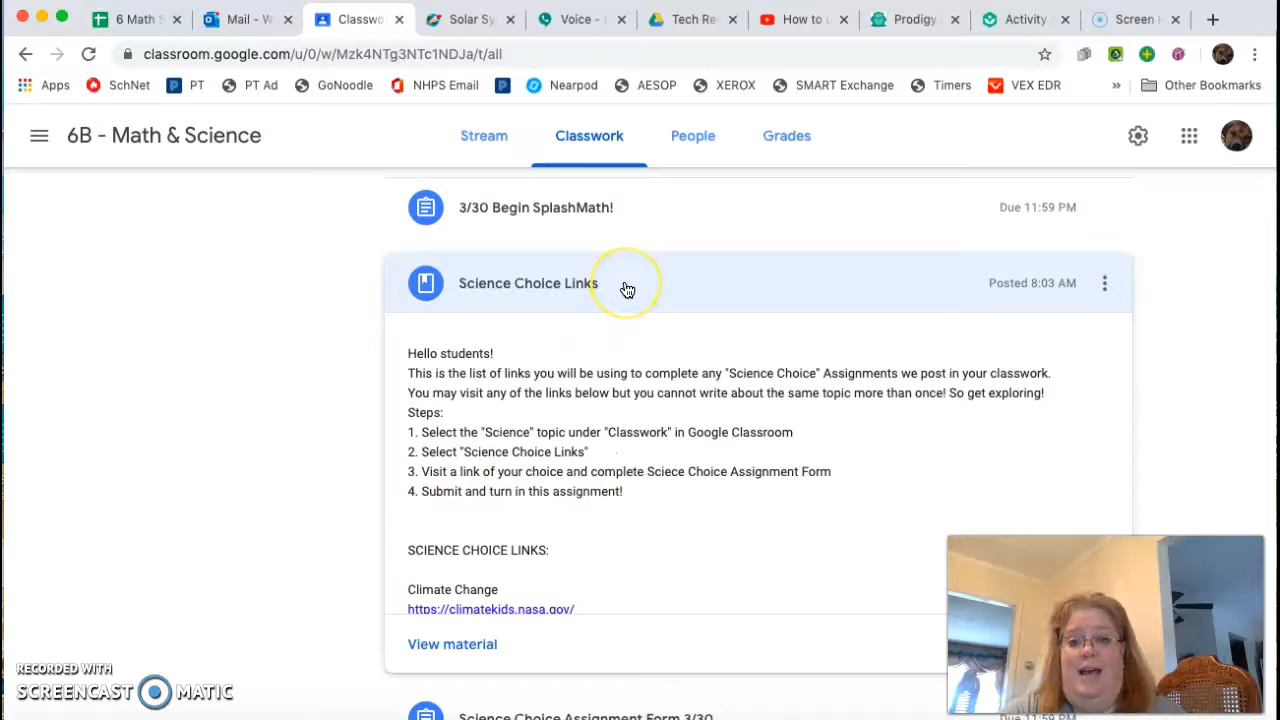 6 Math S
Mail - W
Classwo
Solar Sy
Voice -
Tech Re
How to u
Prodigy
Activity
Screen
classroom.google.com/u/0/w/Mzk4NTg3NTc1NDJa/t/all
Apps SchNet PT PT Ad GoNoodle NHPS Email Nearpod AESOP XEROX SMART Exchange Timers VEX EDR » Other Bookmarks
6B - Math & Science
Stream Classwork People Grades
3/30 Begin SplashMath! Due 11:59 PM
Science Choice Links Posted 8:03 AM
Hello students!
This is the list of links you will be using to complete any "Science Choice" Assignments we post in your classwork.
You may visit any of the links below but you cannot write about the same topic more than once! So get exploring!
Steps:
1. Select the "Science" topic under "Classwork" in Google Classroom
2. Select "Science Choice Links"
3. Visit a link of your choice and complete Sciece Choice Assignment Form
4. Submit and turn in this assignment!
SCIENCE CHOICE LINKS:
Climate Change
https://climatekids.nasa.gov/
View material
Science Choice Assignment Form 3/30 Due 11:59 PM
RECORDED WITH
SCREENCAST MATIC